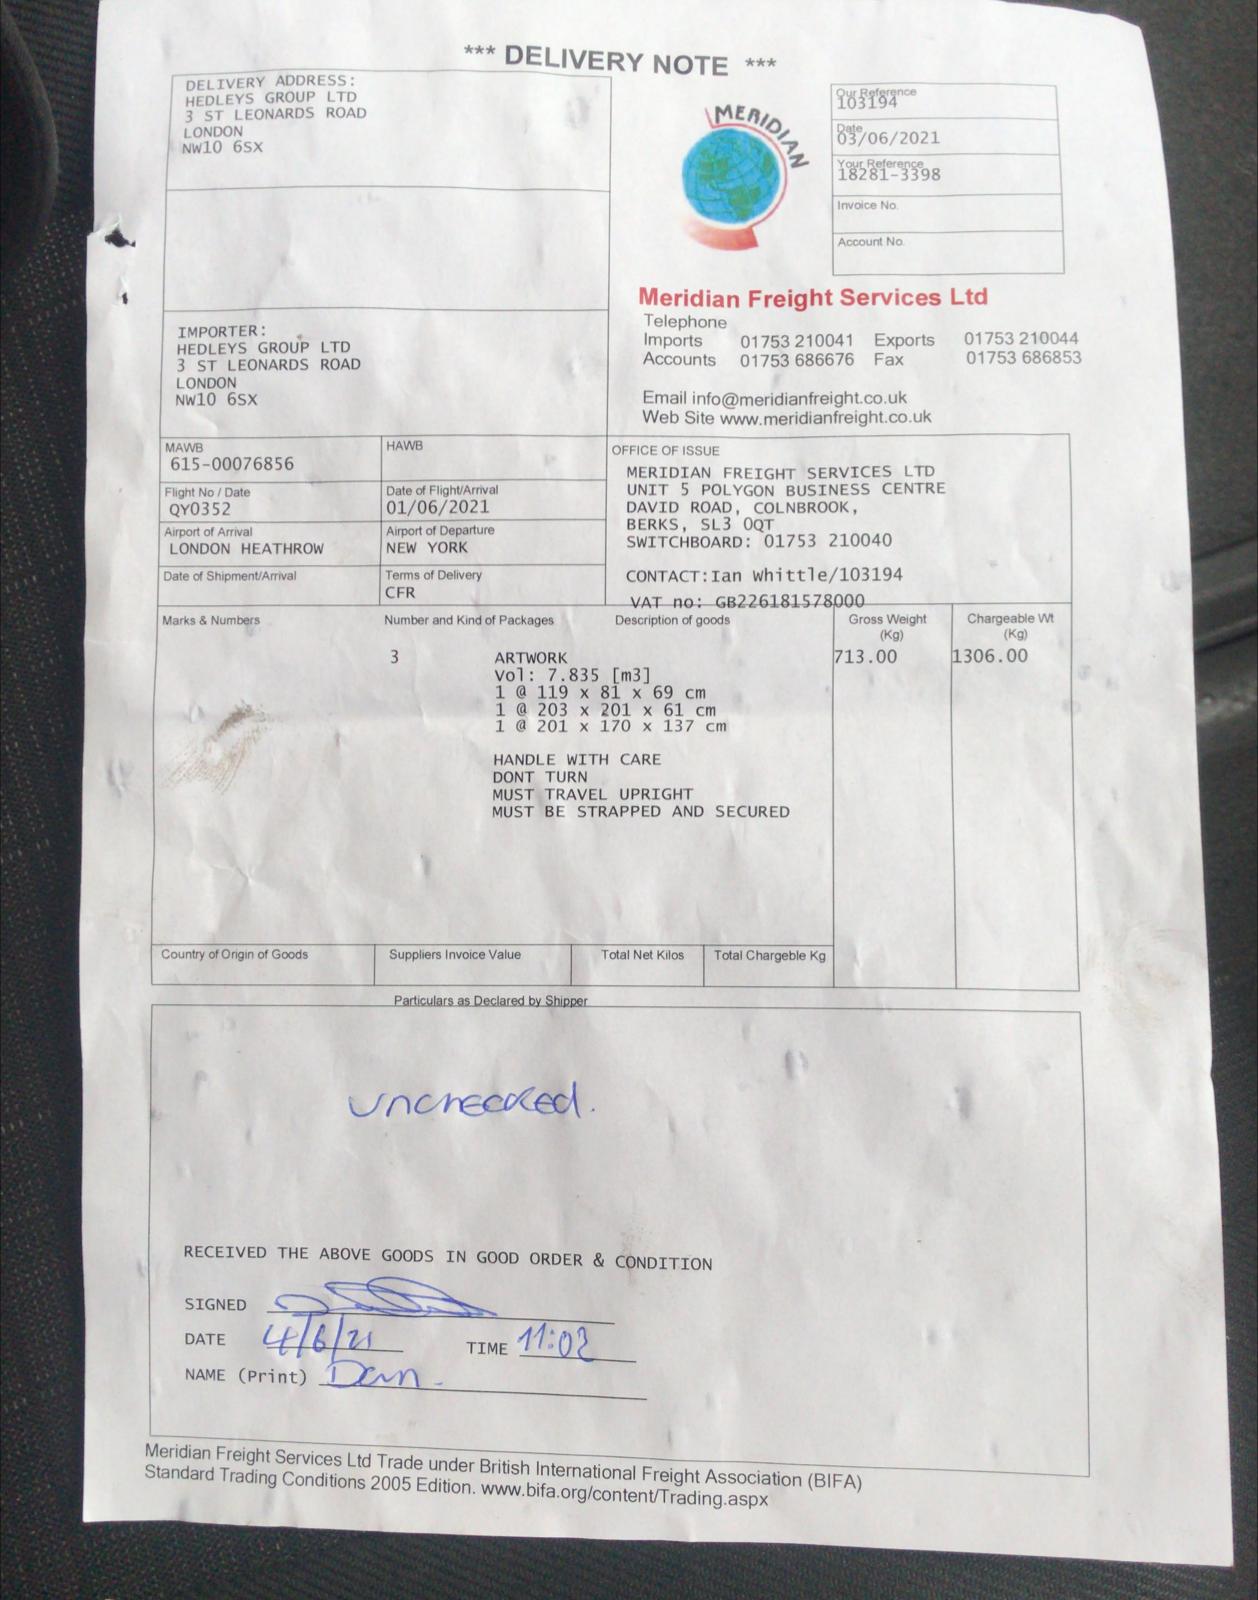 *** DELIVERY NOTE ***
DELIVERY ADDRESS:
HEDLEYS GROUP LTD
3 ST LEONARDS ROAD
LONDON
NW10 6SX
MERIDIAN
Our Reference
103194
Date
03/06/2021
Your Reference
18281-3398
Invoice No.
Account No.
Meridian Freight Services Ltd
Telephone
Imports 01753 210041 Exports 01753 210044
Accounts 01753 686676 Fax 01753 686853
Email info@meridianfreight.co.uk
Web Site www.meridianfreight.co.uk
IMPORTER:
HEDLEYS GROUP LTD
3 ST LEONARDS ROAD
LONDON
NW10 6SX
MAWB
615-00076856
HAWB
Flight No / Date
QY0352
Date of Flight/Arrival
01/06/2021
Airport of Arrival
LONDON HEATHROW
Airport of Departure
NEW YORK
Date of Shipment/Arrival
Terms of Delivery
CFR
OFFICE OF ISSUE
MERIDIAN FREIGHT SERVICES LTD
UNIT 5 POLYGON BUSINESS CENTRE
DAVID ROAD, COLNBROOK,
BERKS, SL3 0QT
SWITCHBOARD: 01753 210040
CONTACT:Ian Whittle/103194
VAT no: GB226181578000
Marks & Numbers Number and Kind of Packages Description of goods Gross Weight (Kg) Chargeable Wt (Kg)
3 ARTWORK 713.00 1306.00
Vol: 7.835 [m3]
1 @ 119 x 81 x 69 cm
1 @ 203 x 201 x 61 cm
1 @ 201 x 170 x 137 cm
HANDLE WITH CARE
DONT TURN
MUST TRAVEL UPRIGHT
MUST BE STRAPPED AND SECURED
Country of Origin of Goods Suppliers Invoice Value Total Net Kilos Total Chargeble Kg
Particulars as Declared by Shipper
unchecked.
RECEIVED THE ABOVE GOODS IN GOOD ORDER & CONDITION
SIGNED
DATE 4/6/21 TIME 11:02
NAME (Print) Dan.
Meridian Freight Services Ltd Trade under British International Freight Association (BIFA)
Standard Trading Conditions 2005 Edition. www.bifa.org/content/Trading.aspx